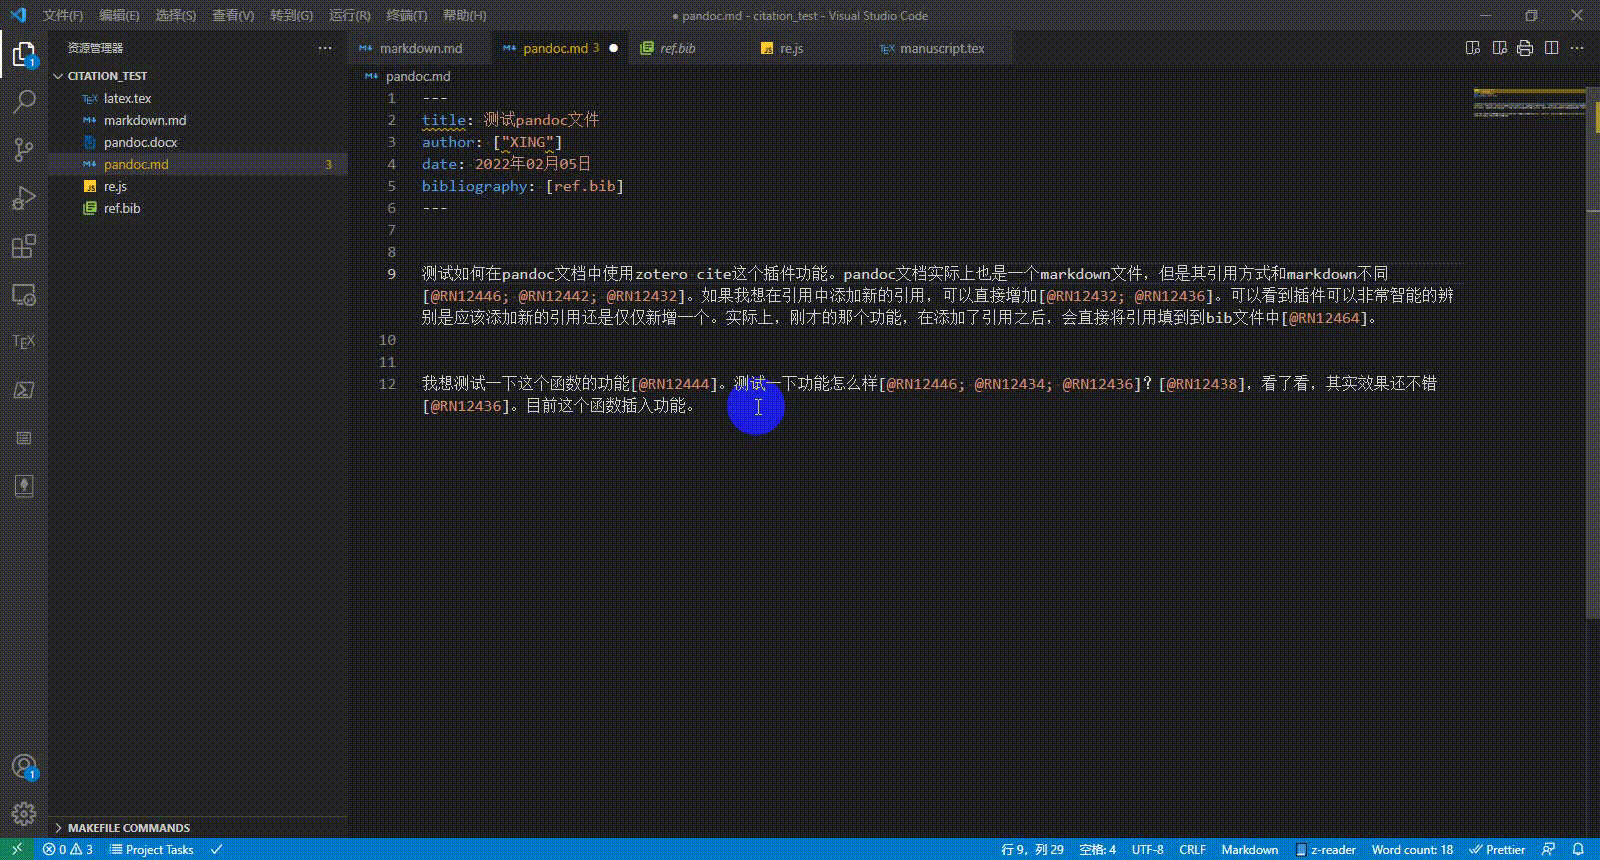 文件(F) 编辑(E) 选择(S) 查看(V) 转到(G) 运行(R) 终端(T) 帮助(H) ● pandoc.md - citation_test - Visual Studio Code
资源管理器 ···
markdown.md pandoc.md 3 ● ref.bib re.js manuscript.tex
CITATION_TEST
latex.tex
markdown.md
pandoc.docx
pandoc.md 3
re.js
ref.bib
pandoc.md
1 ---
2 title: 测试pandoc文件
3 author: ["XING"]
4 date: 2022年02月05日
5 bibliography: [ref.bib]
6 ---
7
8
9 测试如何在pandoc文档中使用zotero cite这个插件功能。pandoc文档实际上也是一个markdown文件，但是其引用方式和markdown不同
[@RN12446; @RN12442; @RN12432]。如果我想在引用中添加新的引用，可以直接增加[@RN12432; @RN12436]。可以看到插件可以非常智能的辨
别是应该添加新的引用还是仅仅新增一个。实际上，刚才的那个功能，在添加了引用之后，会直接将引用填到到bib文件中[@RN12464]。
10
11
12 我想测试一下这个函数的功能[@RN12444]。测试一下功能怎么样[@RN12446; @RN12434; @RN12436]？[@RN12438]，看了看，其实效果还不错
[@RN12436]。目前这个函数插入功能。
TEX
1
1
MAKEFILE COMMANDS
0 3 Project Tasks 行 9，列 29 空格: 4 UTF-8 CRLF Markdown z-reader Word count: 18 Prettier